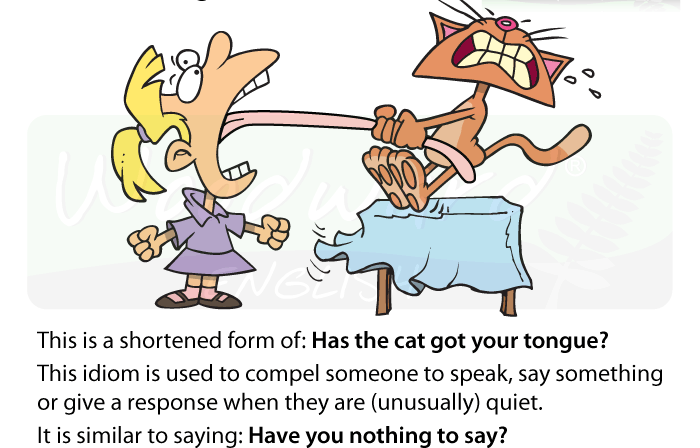 Woodward®
ENGLISH
This is a shortened form of: Has the cat got your tongue?
This idiom is used to compel someone to speak, say something
or give a response when they are (unusually) quiet.
It is similar to saying: Have you nothing to say?